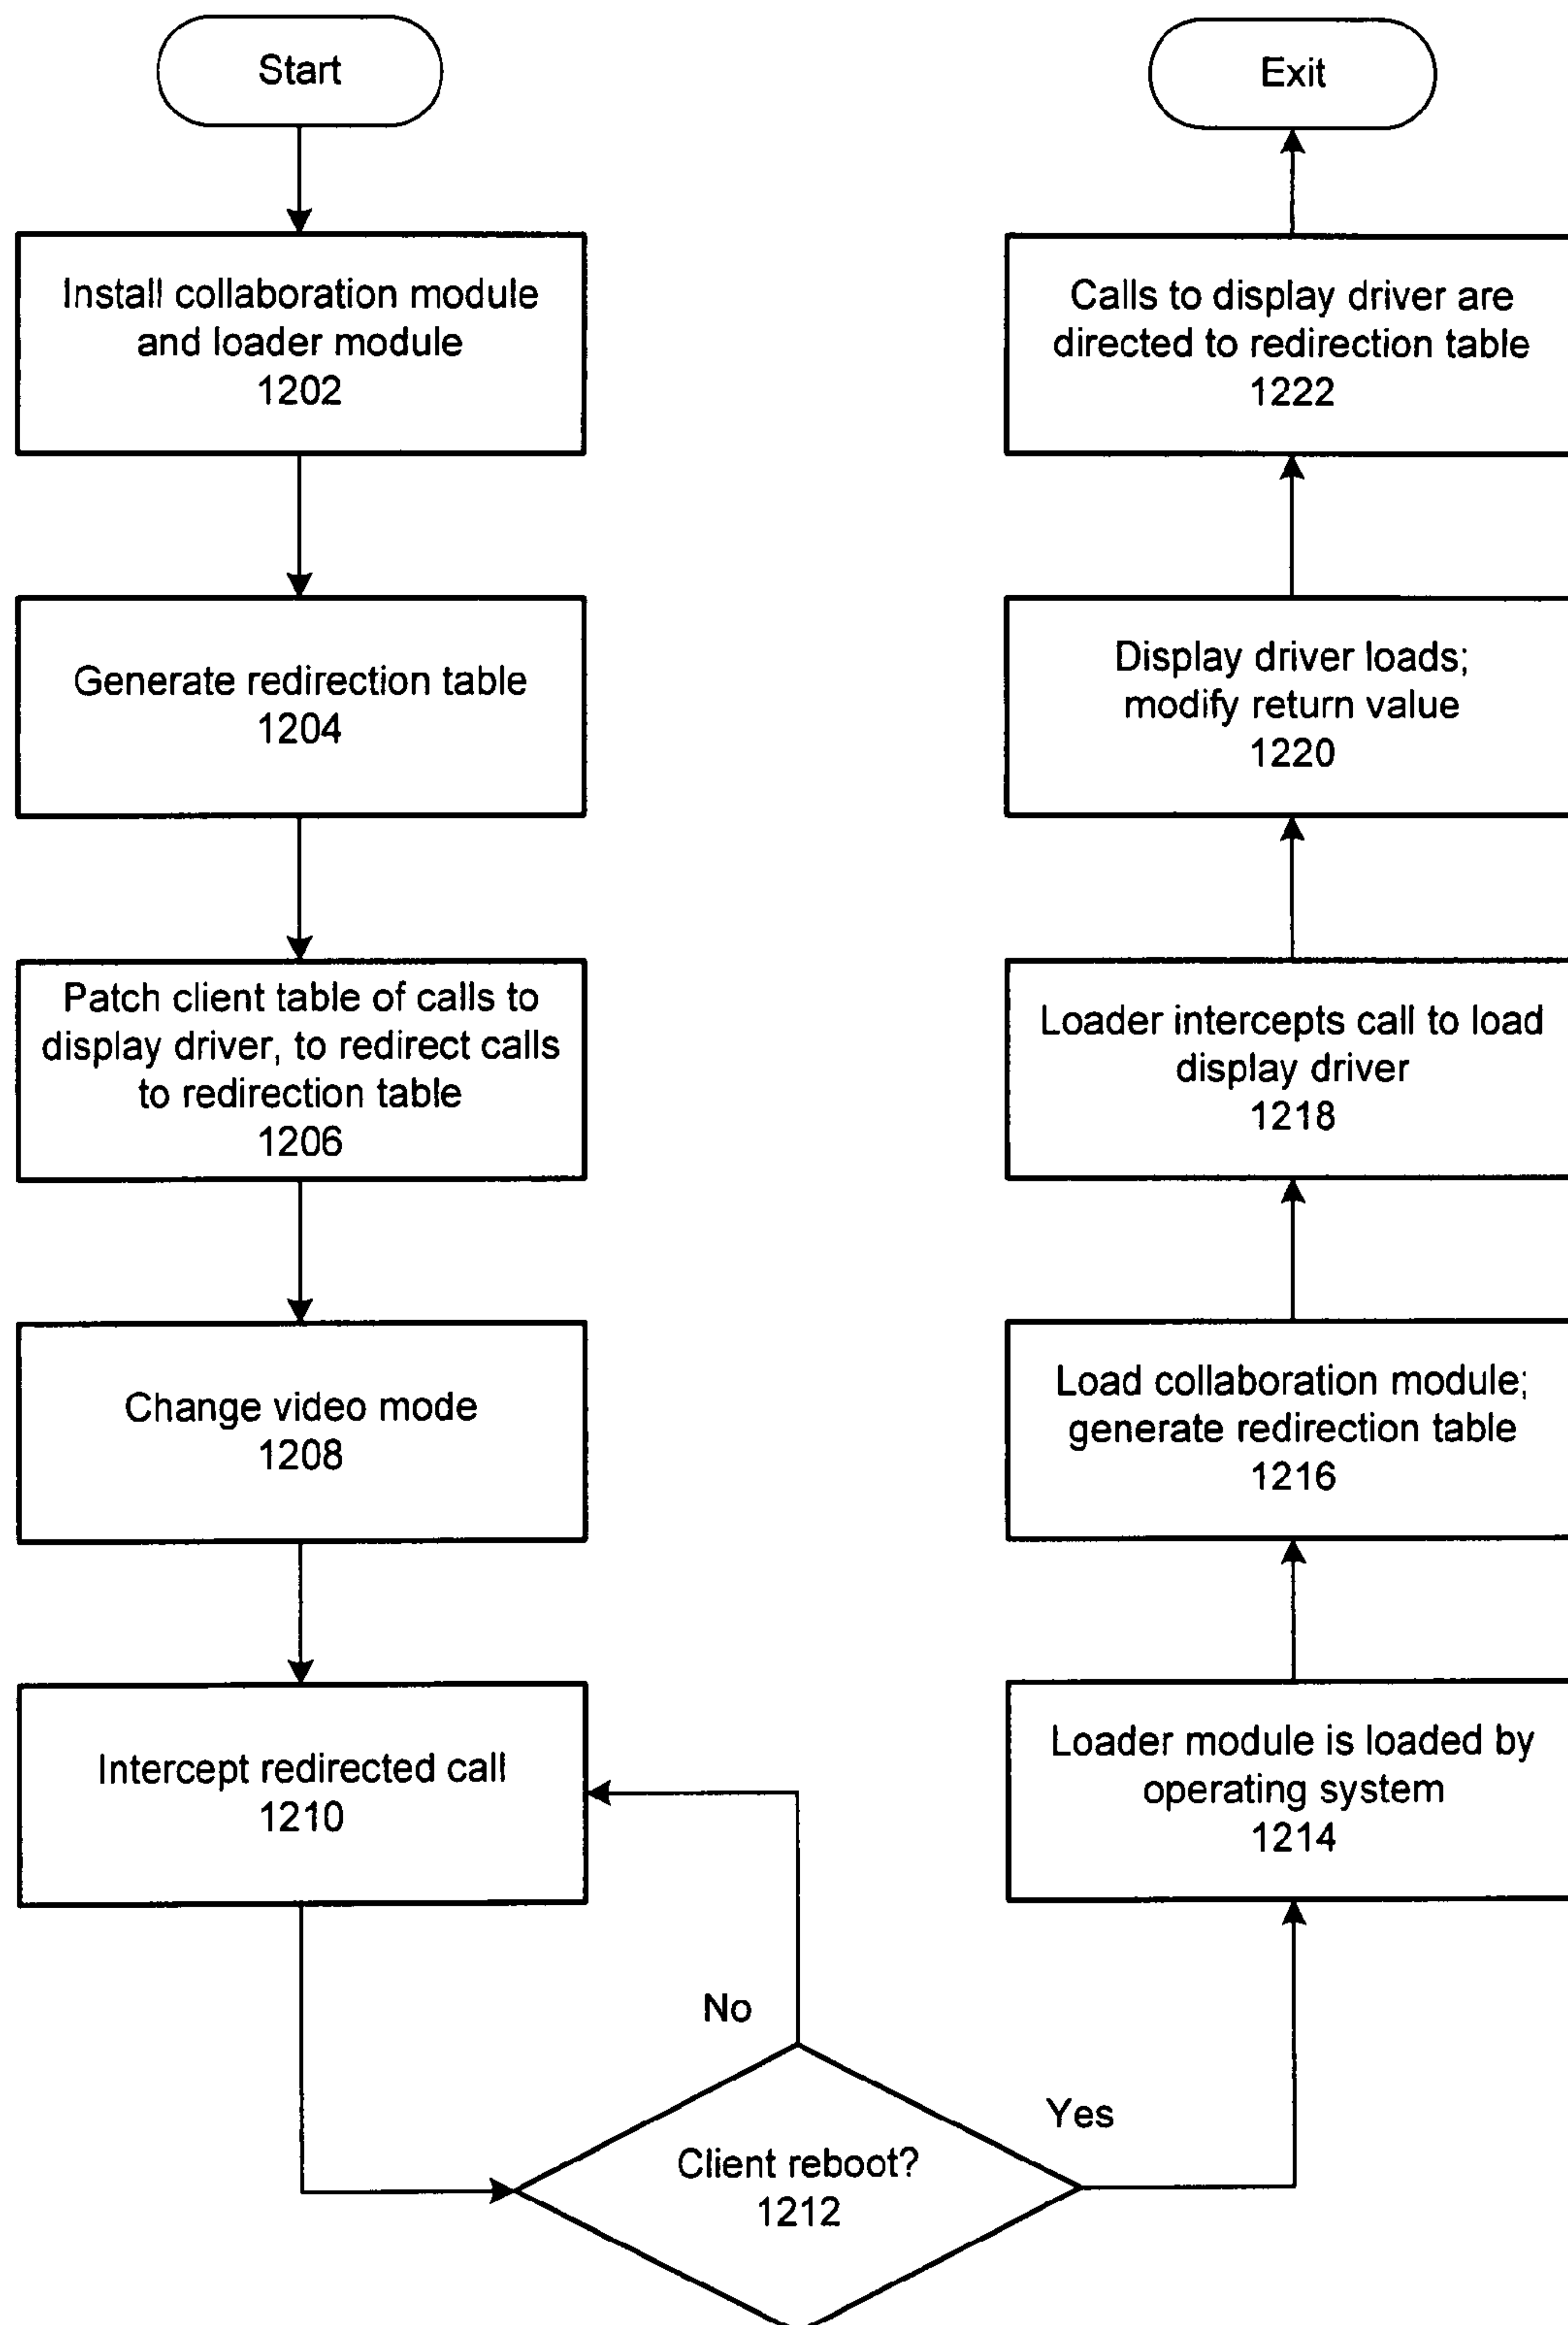 Start
Install collaboration module
and loader module
1202
Generate redirection table
1204
Patch client table of calls to
display driver, to redirect calls
to redirection table
1206
Change video mode
1208
Intercept redirected call
1210
No
Client reboot?
1212
Yes
Loader module is loaded by
operating system
1214
Load collaboration module;
generate redirection table
1216
Loader intercepts call to load
display driver
1218
Display driver loads;
modify return value
1220
Calls to display driver are
directed to redirection table
1222
Exit